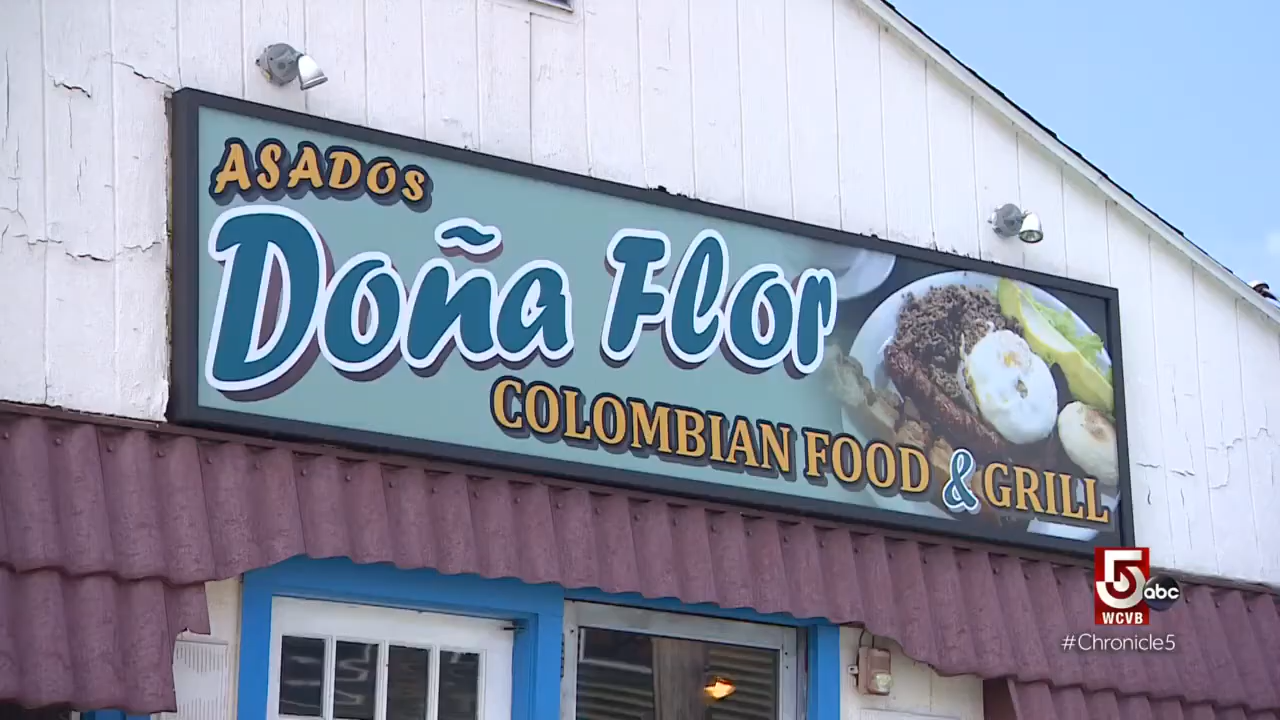 ASADOS
Doña Flor
COLOMBIAN FOOD & GRILL
5 abc
WCVB
#Chronicle5